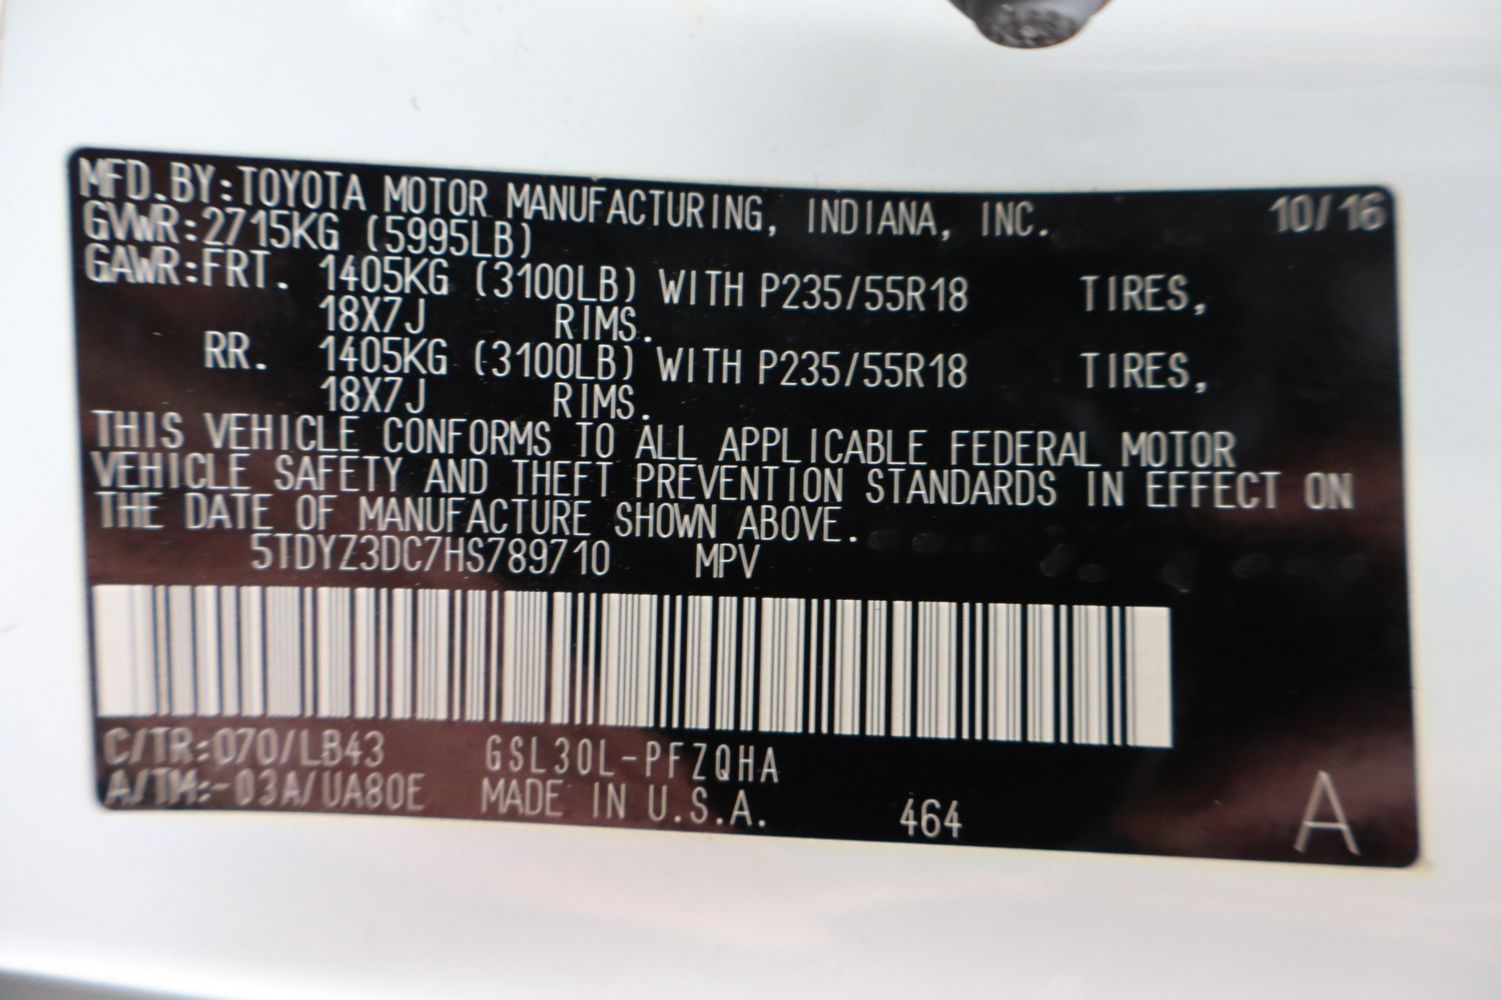 MFD.BY:TOYOTA MOTOR MANUFACTURING, INDIANA, INC. 10/16
GVWR:2715KG (5995LB)
GAWR:FRT. 1405KG (3100LB) WITH P235/55R18 TIRES,
18X7J RIMS.
RR. 1405KG (3100LB) WITH P235/55R18 TIRES,
18X7J RIMS.
THIS VEHICLE CONFORMS TO ALL APPLICABLE FEDERAL MOTOR
VEHICLE SAFETY AND THEFT PREVENTION STANDARDS IN EFFECT ON
THE DATE OF MANUFACTURE SHOWN ABOVE.
5TDYZ3DC7HS789710 MPV
C/TR:070/LB43 GSL30L-PFZQHA
A/TM:-03A/UA80E MADE IN U.S.A. 464 A